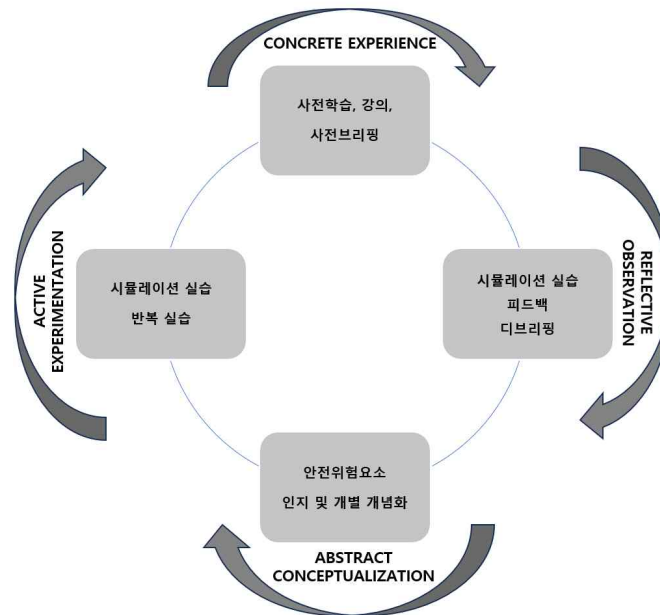 CONCRETE EXPERIENCE
사전학습, 강의,
사전브리핑
REFLECTIVE
OBSERVATION
시뮬레이션 실습
피드백
디브리핑
안전위험요소
인지 및 개별 개념화
ABSTRACT
CONCEPTUALIZATION
ACTIVE
EXPERIMENTATION
시뮬레이션 실습
반복 실습